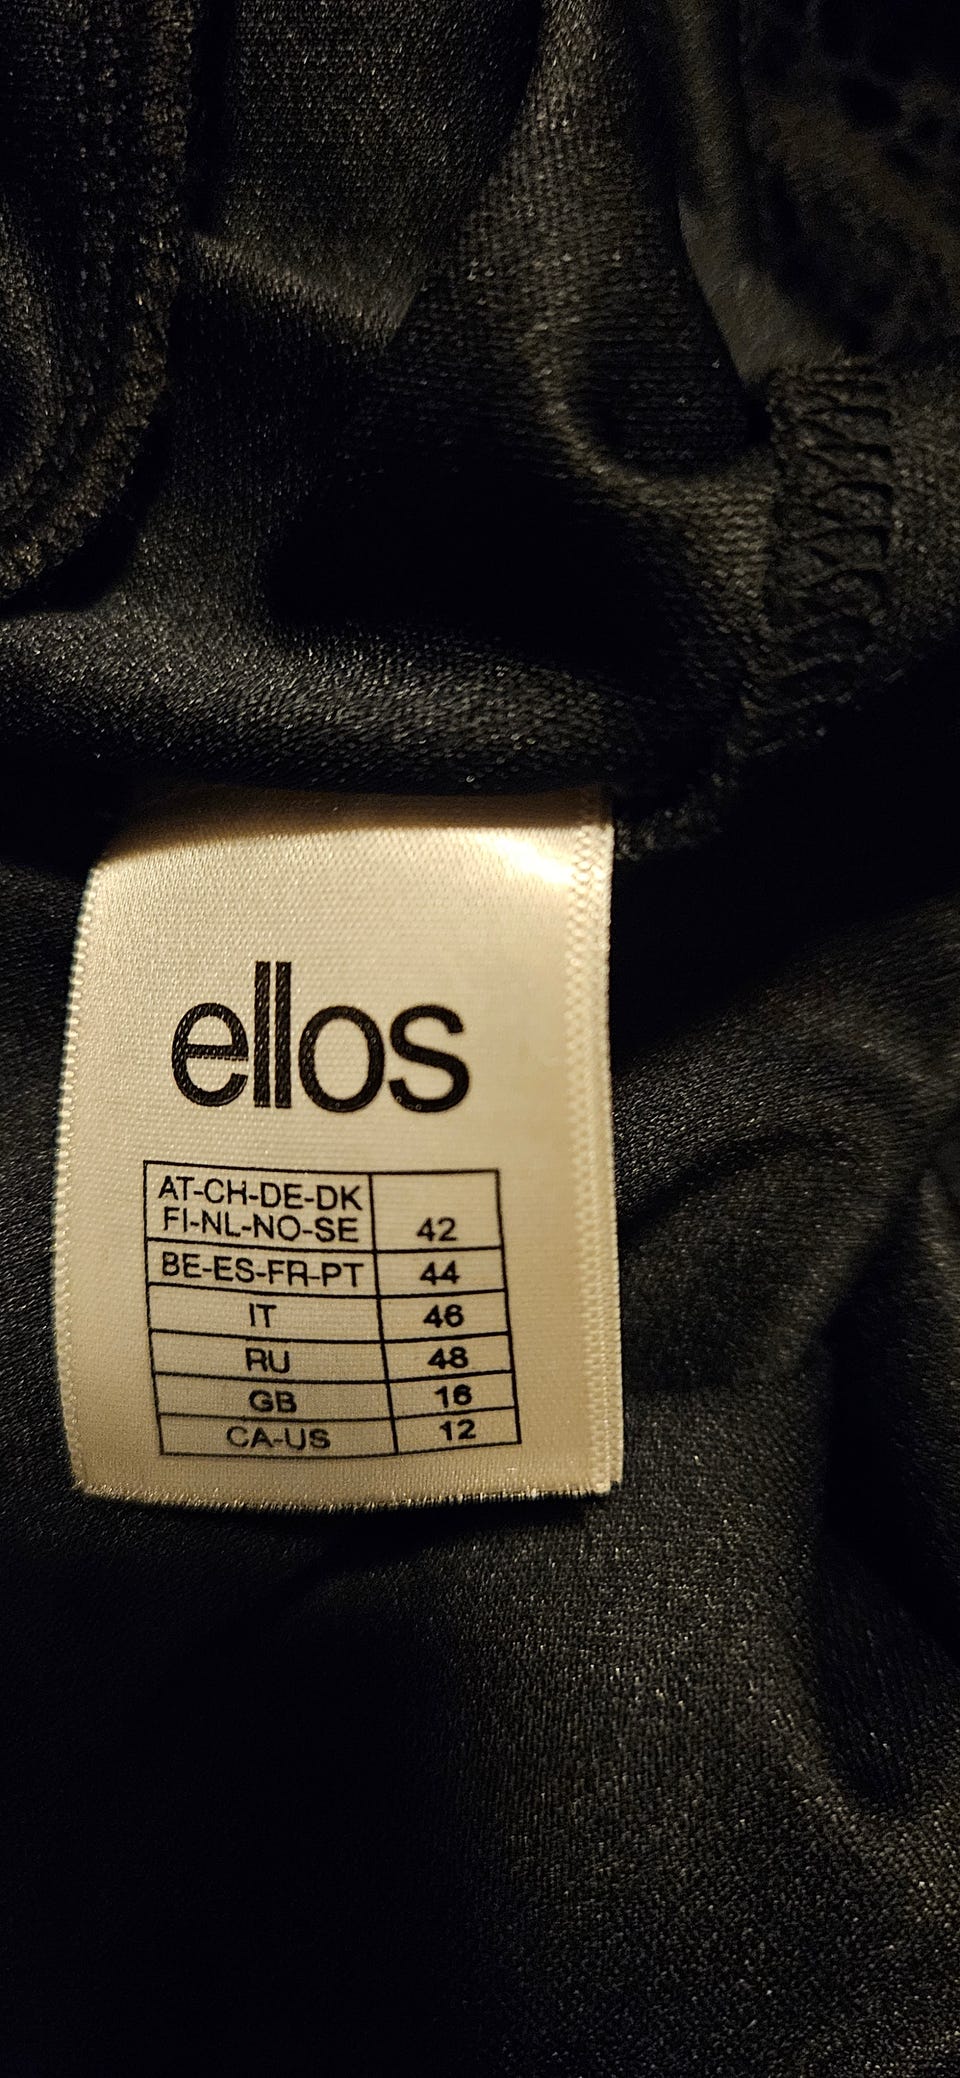 ellos
AT-CH-DE-DK
FI-NL-NO-SE 42
BE-ES-FR-PT 44
IT 46
RU 48
GB 16
CA-US 12